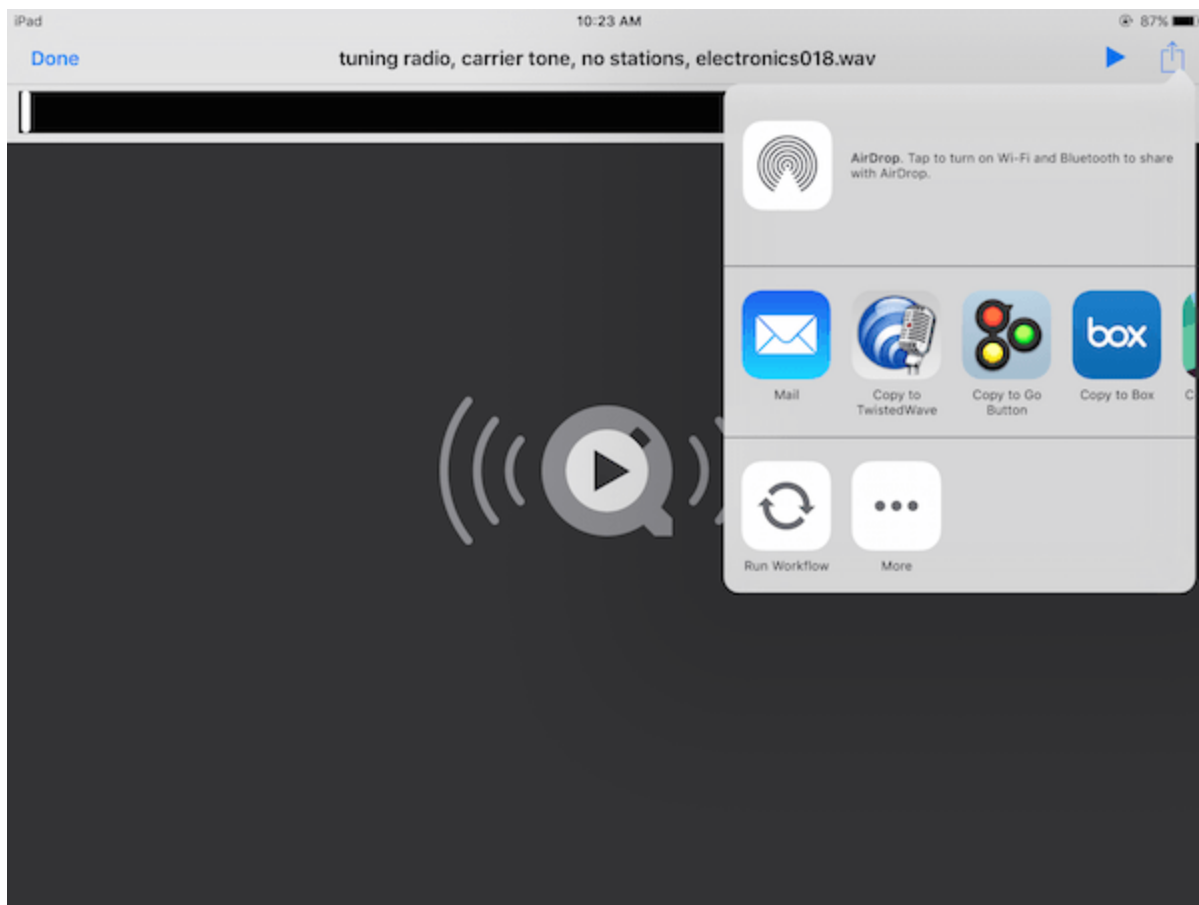 iPad
10:23 AM
87%
Done
tuning radio, carrier tone, no stations, electronics018.wav
AirDrop. Tap to turn on Wi-Fi and Bluetooth to share
with AirDrop.
box
Mail
Copy to
TwistedWave
Copy to Go
Button
Copy to Box
C
Run Workflow
More